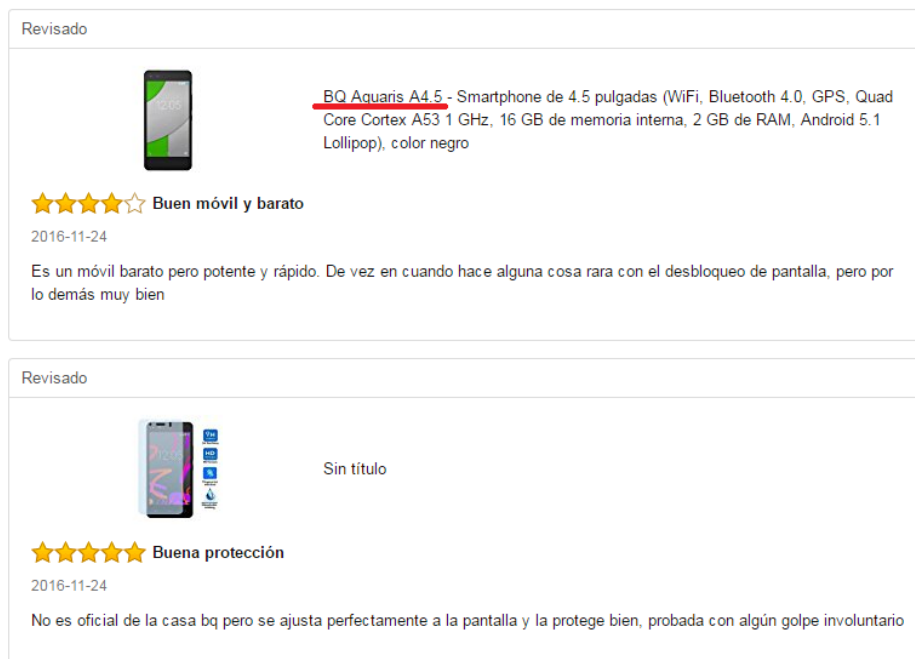 Revisado
12:05
BQ Aquaris A4.5 - Smartphone de 4.5 pulgadas (WiFi, Bluetooth 4.0, GPS, Quad
Core Cortex A53 1 GHz, 16 GB de memoria interna, 2 GB de RAM, Android 5.1
Lollipop), color negro
Buen móvil y barato
2016-11-24
Es un móvil barato pero potente y rápido. De vez en cuando hace alguna cosa rara con el desbloqueo de pantalla, pero por
lo demás muy bien
Revisado
12:05
HD
Sin título
Buena protección
2016-11-24
No es oficial de la casa bq pero se ajusta perfectamente a la pantalla y la protege bien, probada con algún golpe involuntario